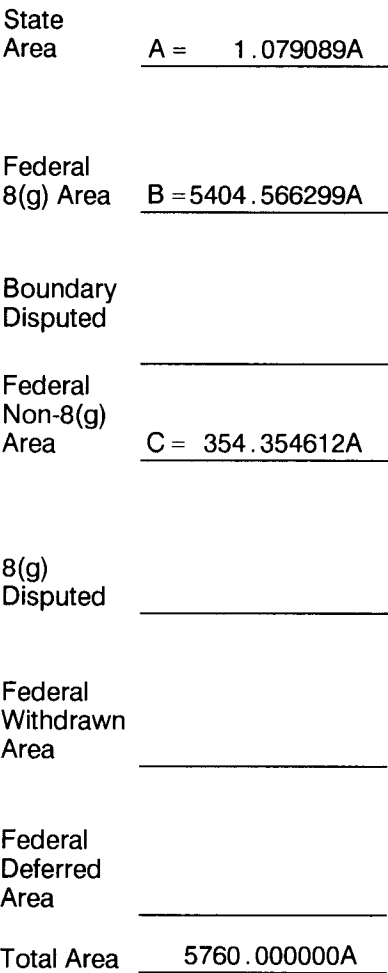 State
Area A = 1.079089A
Federal
8(g) Area B = 5404.566299A
Boundary
Disputed
Federal
Non-8(g)
Area C = 354.354612A
8(g)
Disputed
Federal
Withdrawn
Area
Federal
Deferred
Area
Total Area 5760.000000A